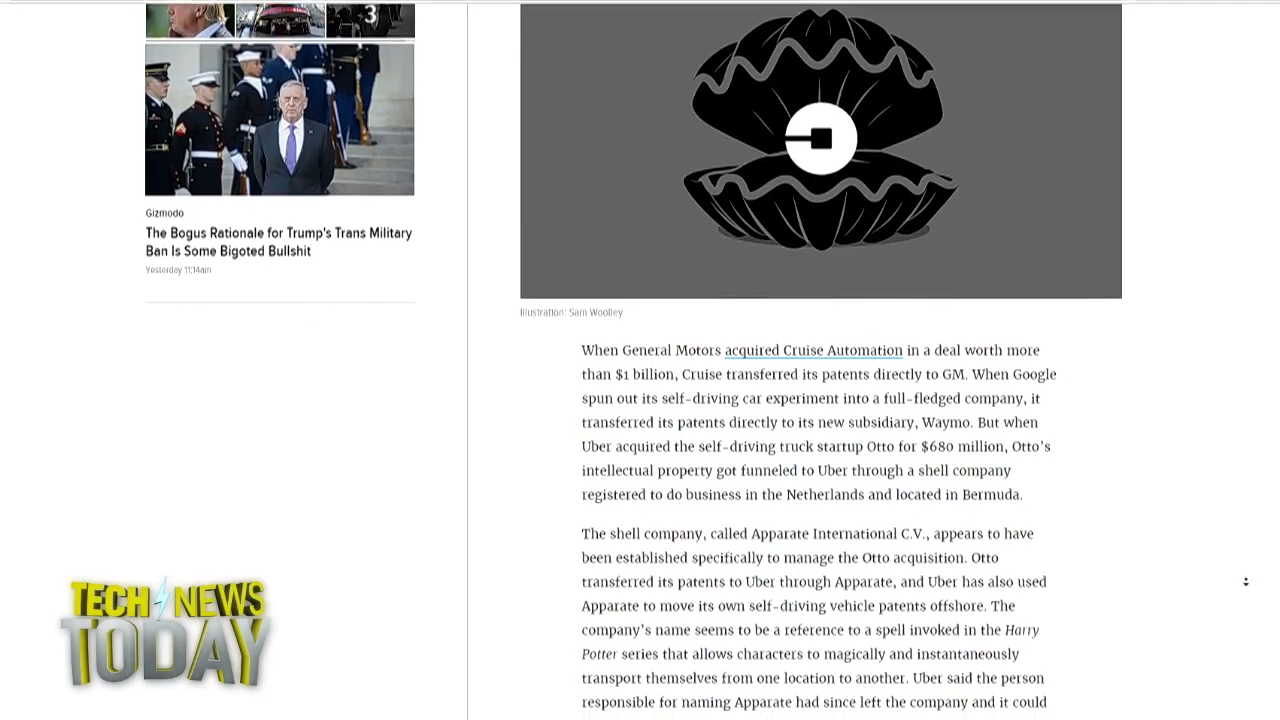 3
Gizmodo
The Bogus Rationale for Trump's Trans Military
Ban Is Some Bigoted Bullshit
Yesterday 11:14am
Illustration: Sam Woolley
When General Motors acquired Cruise Automation in a deal worth more
than $1 billion, Cruise transferred its patents directly to GM. When Google
spun out its self-driving car experiment into a full-fledged company, it
transferred its patents directly to its new subsidiary, Waymo. But when
Uber acquired the self-driving truck startup Otto for $680 million, Otto's
intellectual property got funneled to Uber through a shell company
registered to do business in the Netherlands and located in Bermuda.
The shell company, called Apparate International C.V., appears to have
been established specifically to manage the Otto acquisition. Otto
transferred its patents to Uber through Apparate, and Uber has also used
Apparate to move its own self-driving vehicle patents offshore. The
company's name seems to be a reference to a spell invoked in the Harry
Potter series that allows characters to magically and instantaneously
transport themselves from one location to another. Uber said the person
responsible for naming Apparate had since left the company and it could
TECH NEWS
TODAY